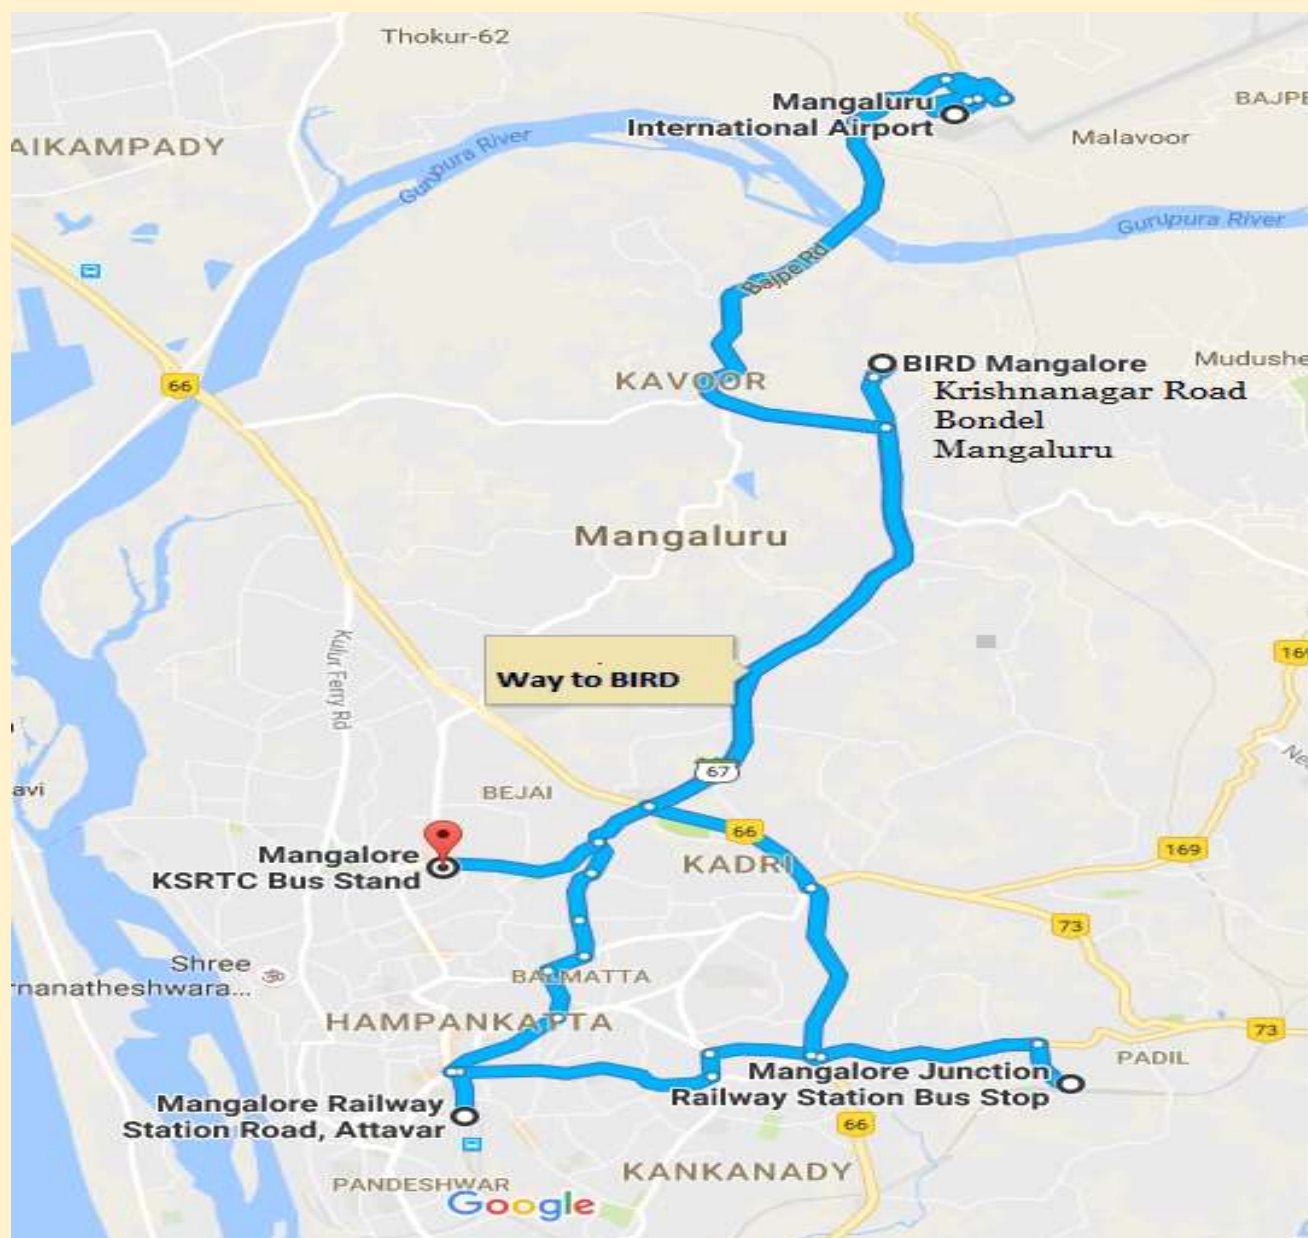 Thokur-62
BAJPE
Mangaluru
International Airport
Malavoor
AIKAMPADY
Gurupura River
Gurupura River
Bajpe Rd
BIRD Mangalore
Mudushe
KAVOOR
66
Krishnanagar Road
Bondel
Mangaluru
Mangaluru
Kulur Ferry Rd
169
Way to BIRD
67
avi
BEJAI
66
Mangalore
KSRTC Bus Stand
KADRI
169
73
Shree
rnanatheshwara...
BALMATTA
HAMPANKATTA
73
PADIL
Mangalore Junction
Railway Station Bus Stop
Mangalore Railway
Station Road, Attavar
66
KANKANADY
PANDESHWAR
Google